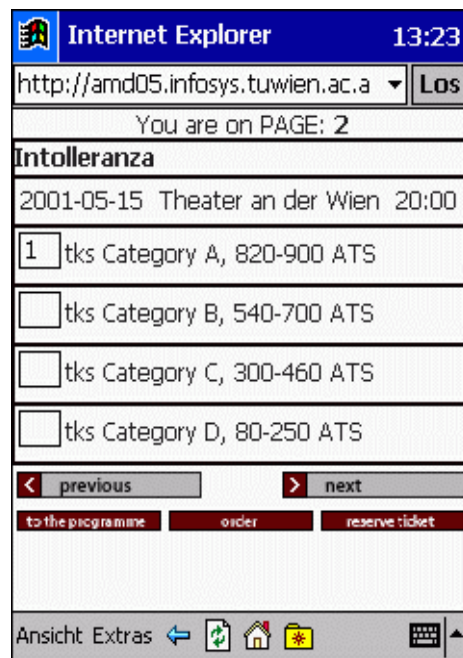 Internet Explorer 13:23
http://amd05.infosys.tuwien.ac.a Los
You are on PAGE: 2
Intolleranza
2001-05-15 Theater an der Wien 20:00
1 tks Category A, 820-900 ATS
tks Category B, 540-700 ATS
tks Category C, 300-460 ATS
tks Category D, 80-250 ATS
previous next
to the programme order reserve ticket
Ansicht Extras